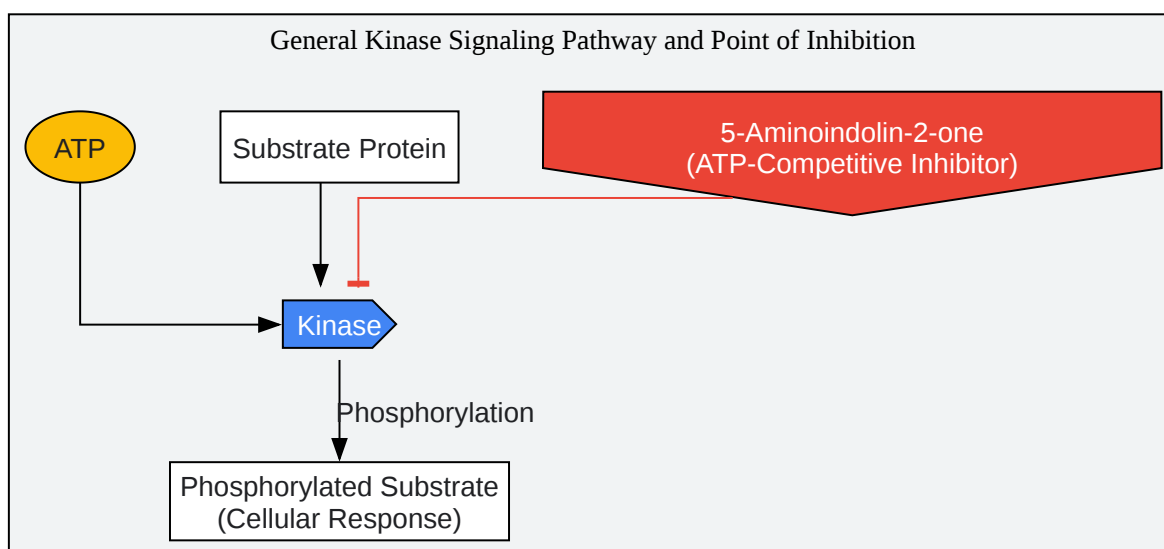 General Kinase Signaling Pathway and Point of Inhibition
ATP
Substrate Protein
5-Aminoindolin-2-one
(ATP-Competitive Inhibitor)
Kinase
Phosphorylation
Phosphorylated Substrate
(Cellular Response)